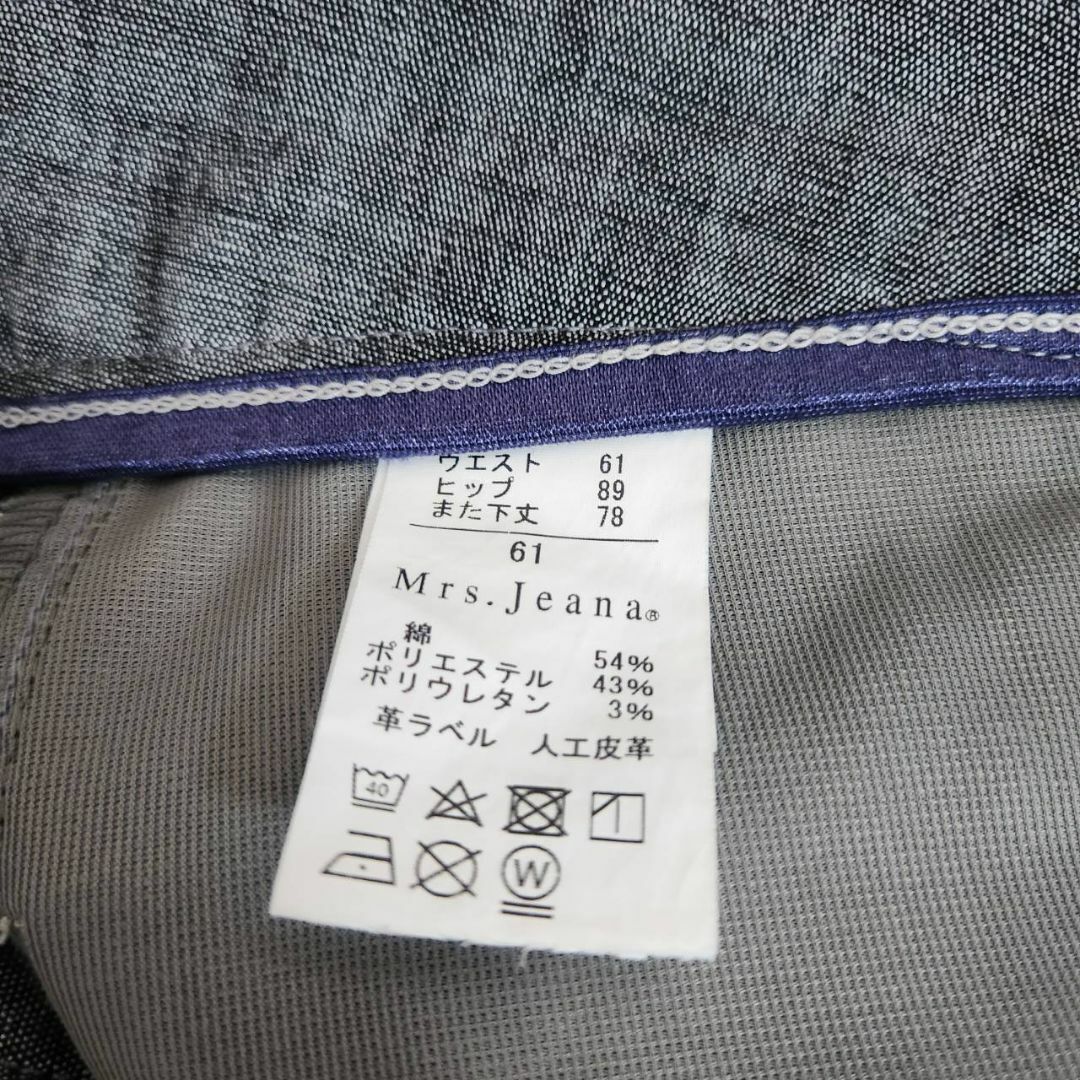 ウエスト 61
ヒップ 89
また下丈 78
61
Mrs. Jeana®
綿 54%
ポリエステル 43%
ポリウレタン 3%
革ラベル 人工皮革
40
W